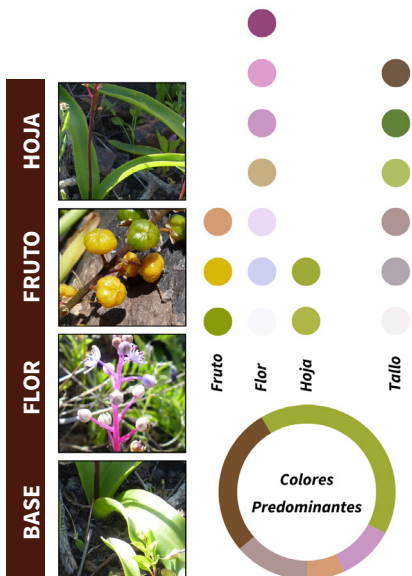 HOJA
FRUTO
FLOR
BASE
Fruto
Flor
Hoja
Tallo
Colores
Predominantes